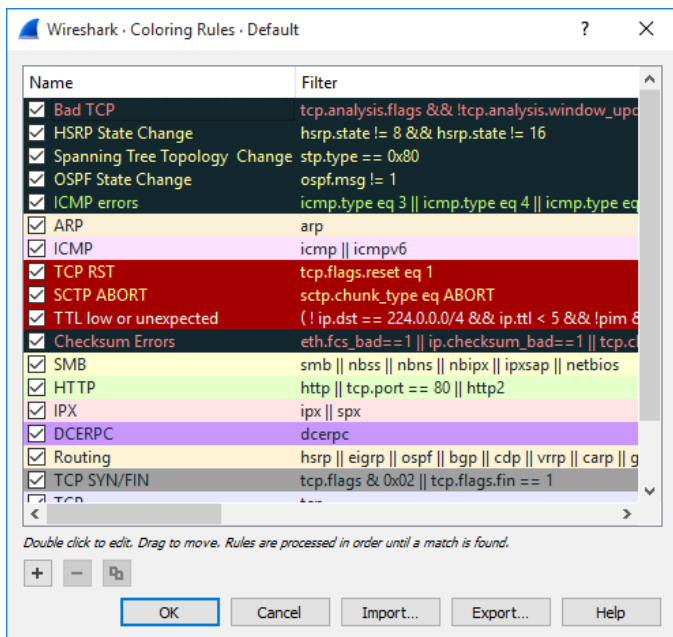 Wireshark · Coloring Rules · Default ? ×
Name Filter
Bad TCP tcp.analysis.flags && !tcp.analysis.window_upd
HSRP State Change hsrp.state != 8 && hsrp.state != 16
Spanning Tree Topology Change stp.type == 0x80
OSPF State Change ospf.msg != 1
ICMP errors icmp.type eq 3 || icmp.type eq 4 || icmp.type eq
ARP arp
ICMP icmp || icmpv6
TCP RST tcp.flags.reset eq 1
SCTP ABORT sctp.chunk_type eq ABORT
TTL low or unexpected ( ! ip.dst == 224.0.0.0/4 && ip.ttl < 5 && !pim &
Checksum Errors eth.fcs_bad==1 || ip.checksum_bad==1 || tcp.cl
SMB smb || nbss || nbns || nbipx || ipxsap || netbios
HTTP http || tcp.port == 80 || http2
IPX ipx || spx
DCERPC dcerpc
Routing hsrp || eigrp || ospf || bgp || cdp || vrrp || carp || g
TCP SYN/FIN tcp.flags & 0x02 || tcp.flags.fin == 1
TCP tcp
Double click to edit. Drag to move. Rules are processed in order until a match is found.
OK Cancel Import... Export... Help